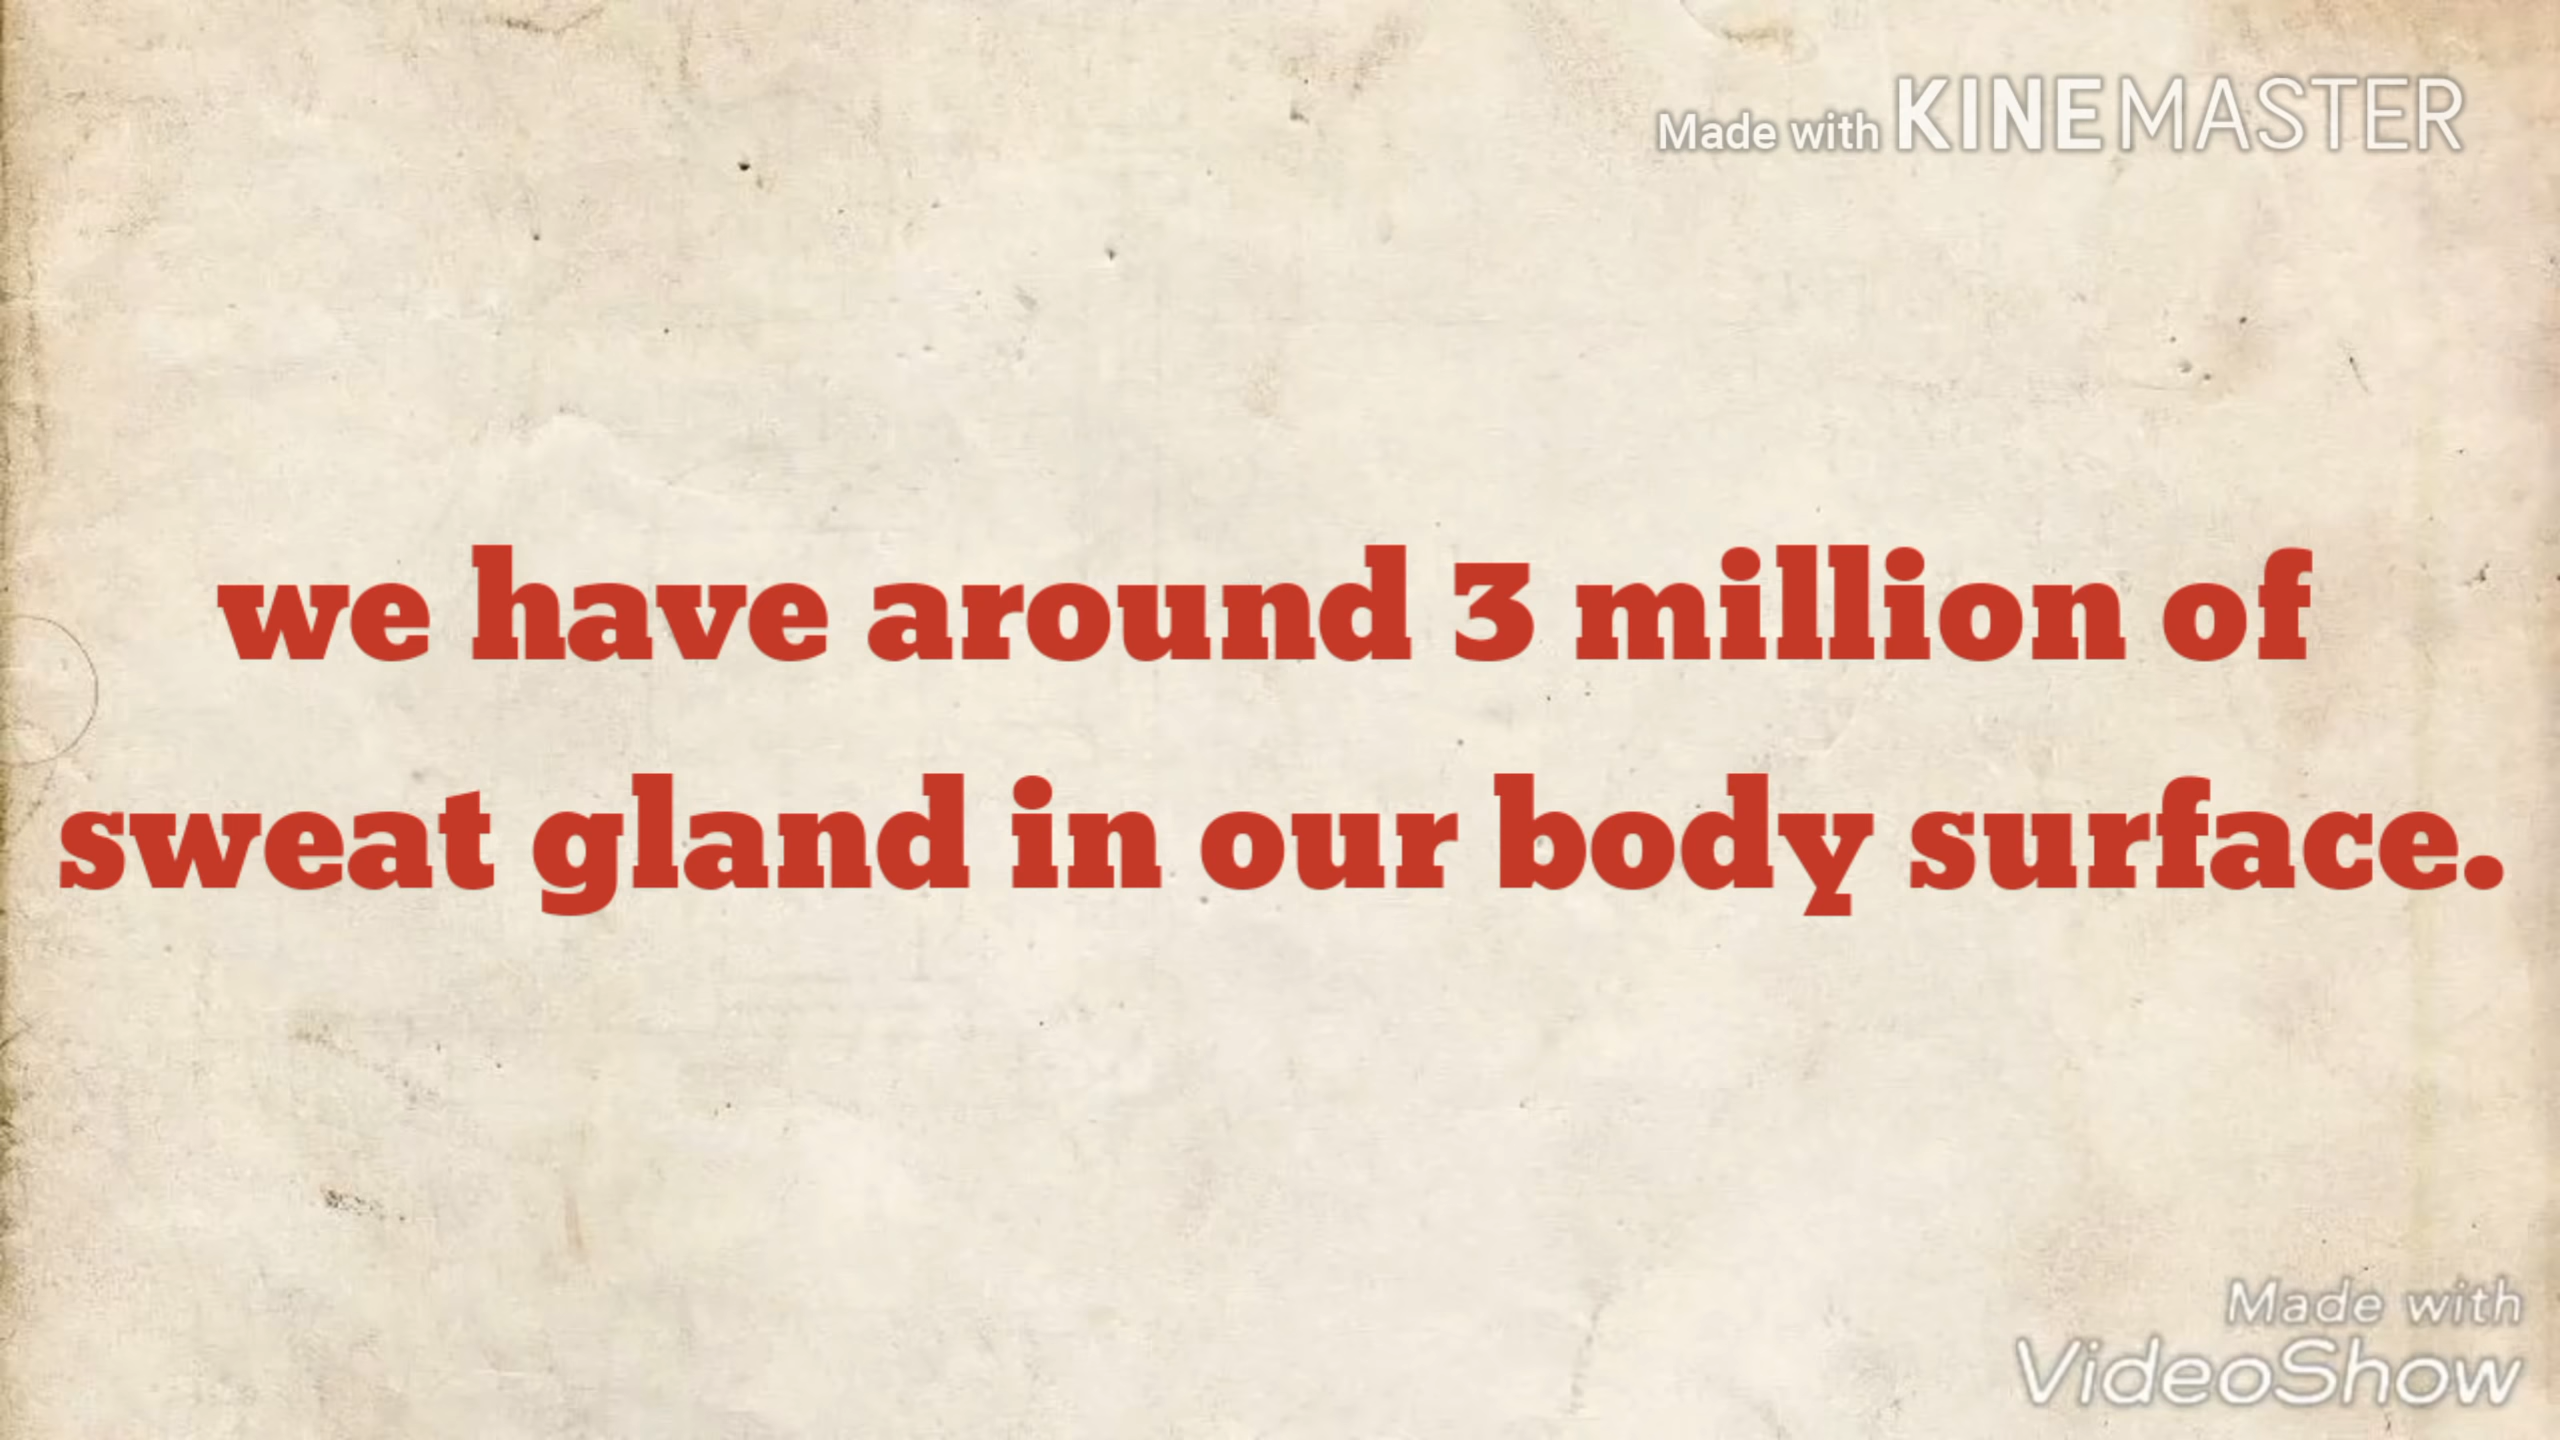 Made with KINEMASTER
we have around 3 million of
sweat gland in our body surface.
Made with
VideoShow